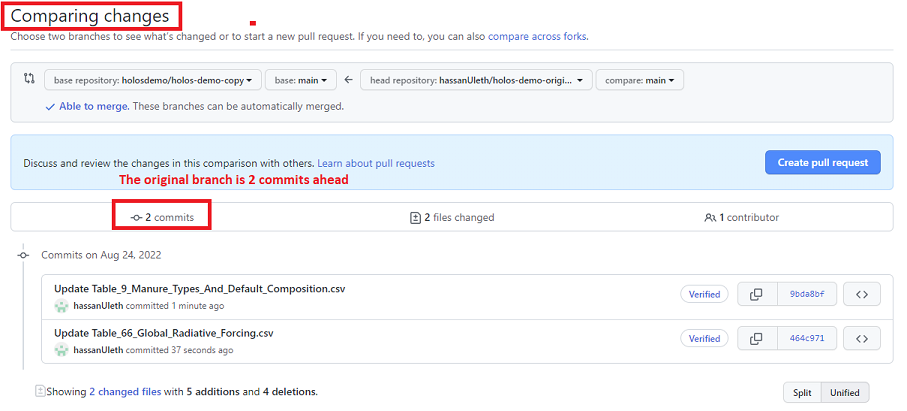 Comparing changes
Choose two branches to see what's changed or to start a new pull request. If you need to, you can also compare across forks.
base repository: holosdemo/holos-demo-copy base: main head repository: hassanUleth/holos-demo-origi... compare: main
Able to merge. These branches can be automatically merged.
Discuss and review the changes in this comparison with others. Learn about pull requests
Create pull request
The original branch is 2 commits ahead
2 commits 2 files changed 1 contributor
Commits on Aug 24, 2022
Update Table_9_Manure_Types_And_Default_Composition.csv
hassanUleth committed 1 minute ago
Verified 9bda8bf
Update Table_66_Global_Radiative_Forcing.csv
hassanUleth committed 37 seconds ago
Verified 464c971
Showing 2 changed files with 5 additions and 4 deletions.
Split Unified